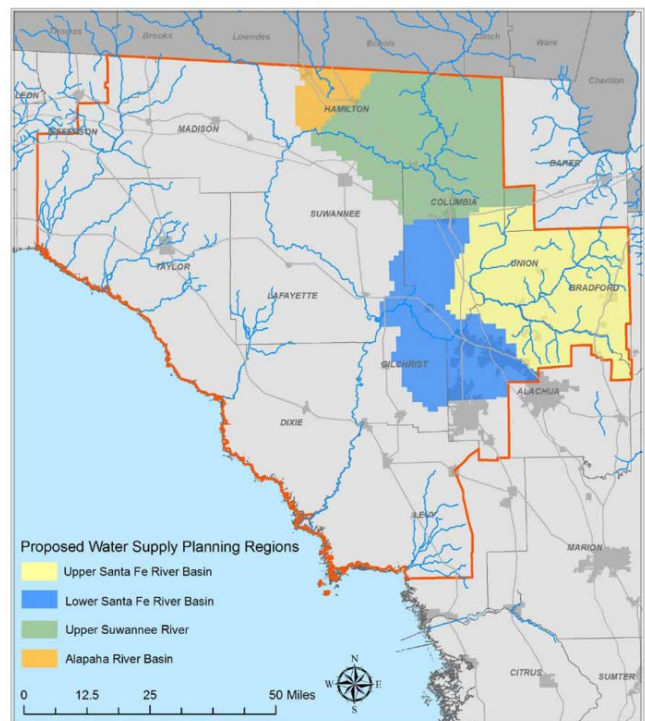 Thomas
Brooks
Lowndes
Echols
Clinch
Ware
Charlton
LEON
JEFFERSON
MADISON
HAMILTON
BAKER
SUWANNEE
COLUMBIA
TAYLOR
LAFAYETTE
UNION
BRADFORD
GILCHRIST
ALACHUA
DIXIE
LEVY
MARION
CITRUS
SUMTER
Proposed Water Supply Planning Regions
Upper Santa Fe River Basin
Lower Santa Fe River Basin
Upper Suwannee River
Alapaha River Basin
N
W E
S
0 12.5 25 50 Miles